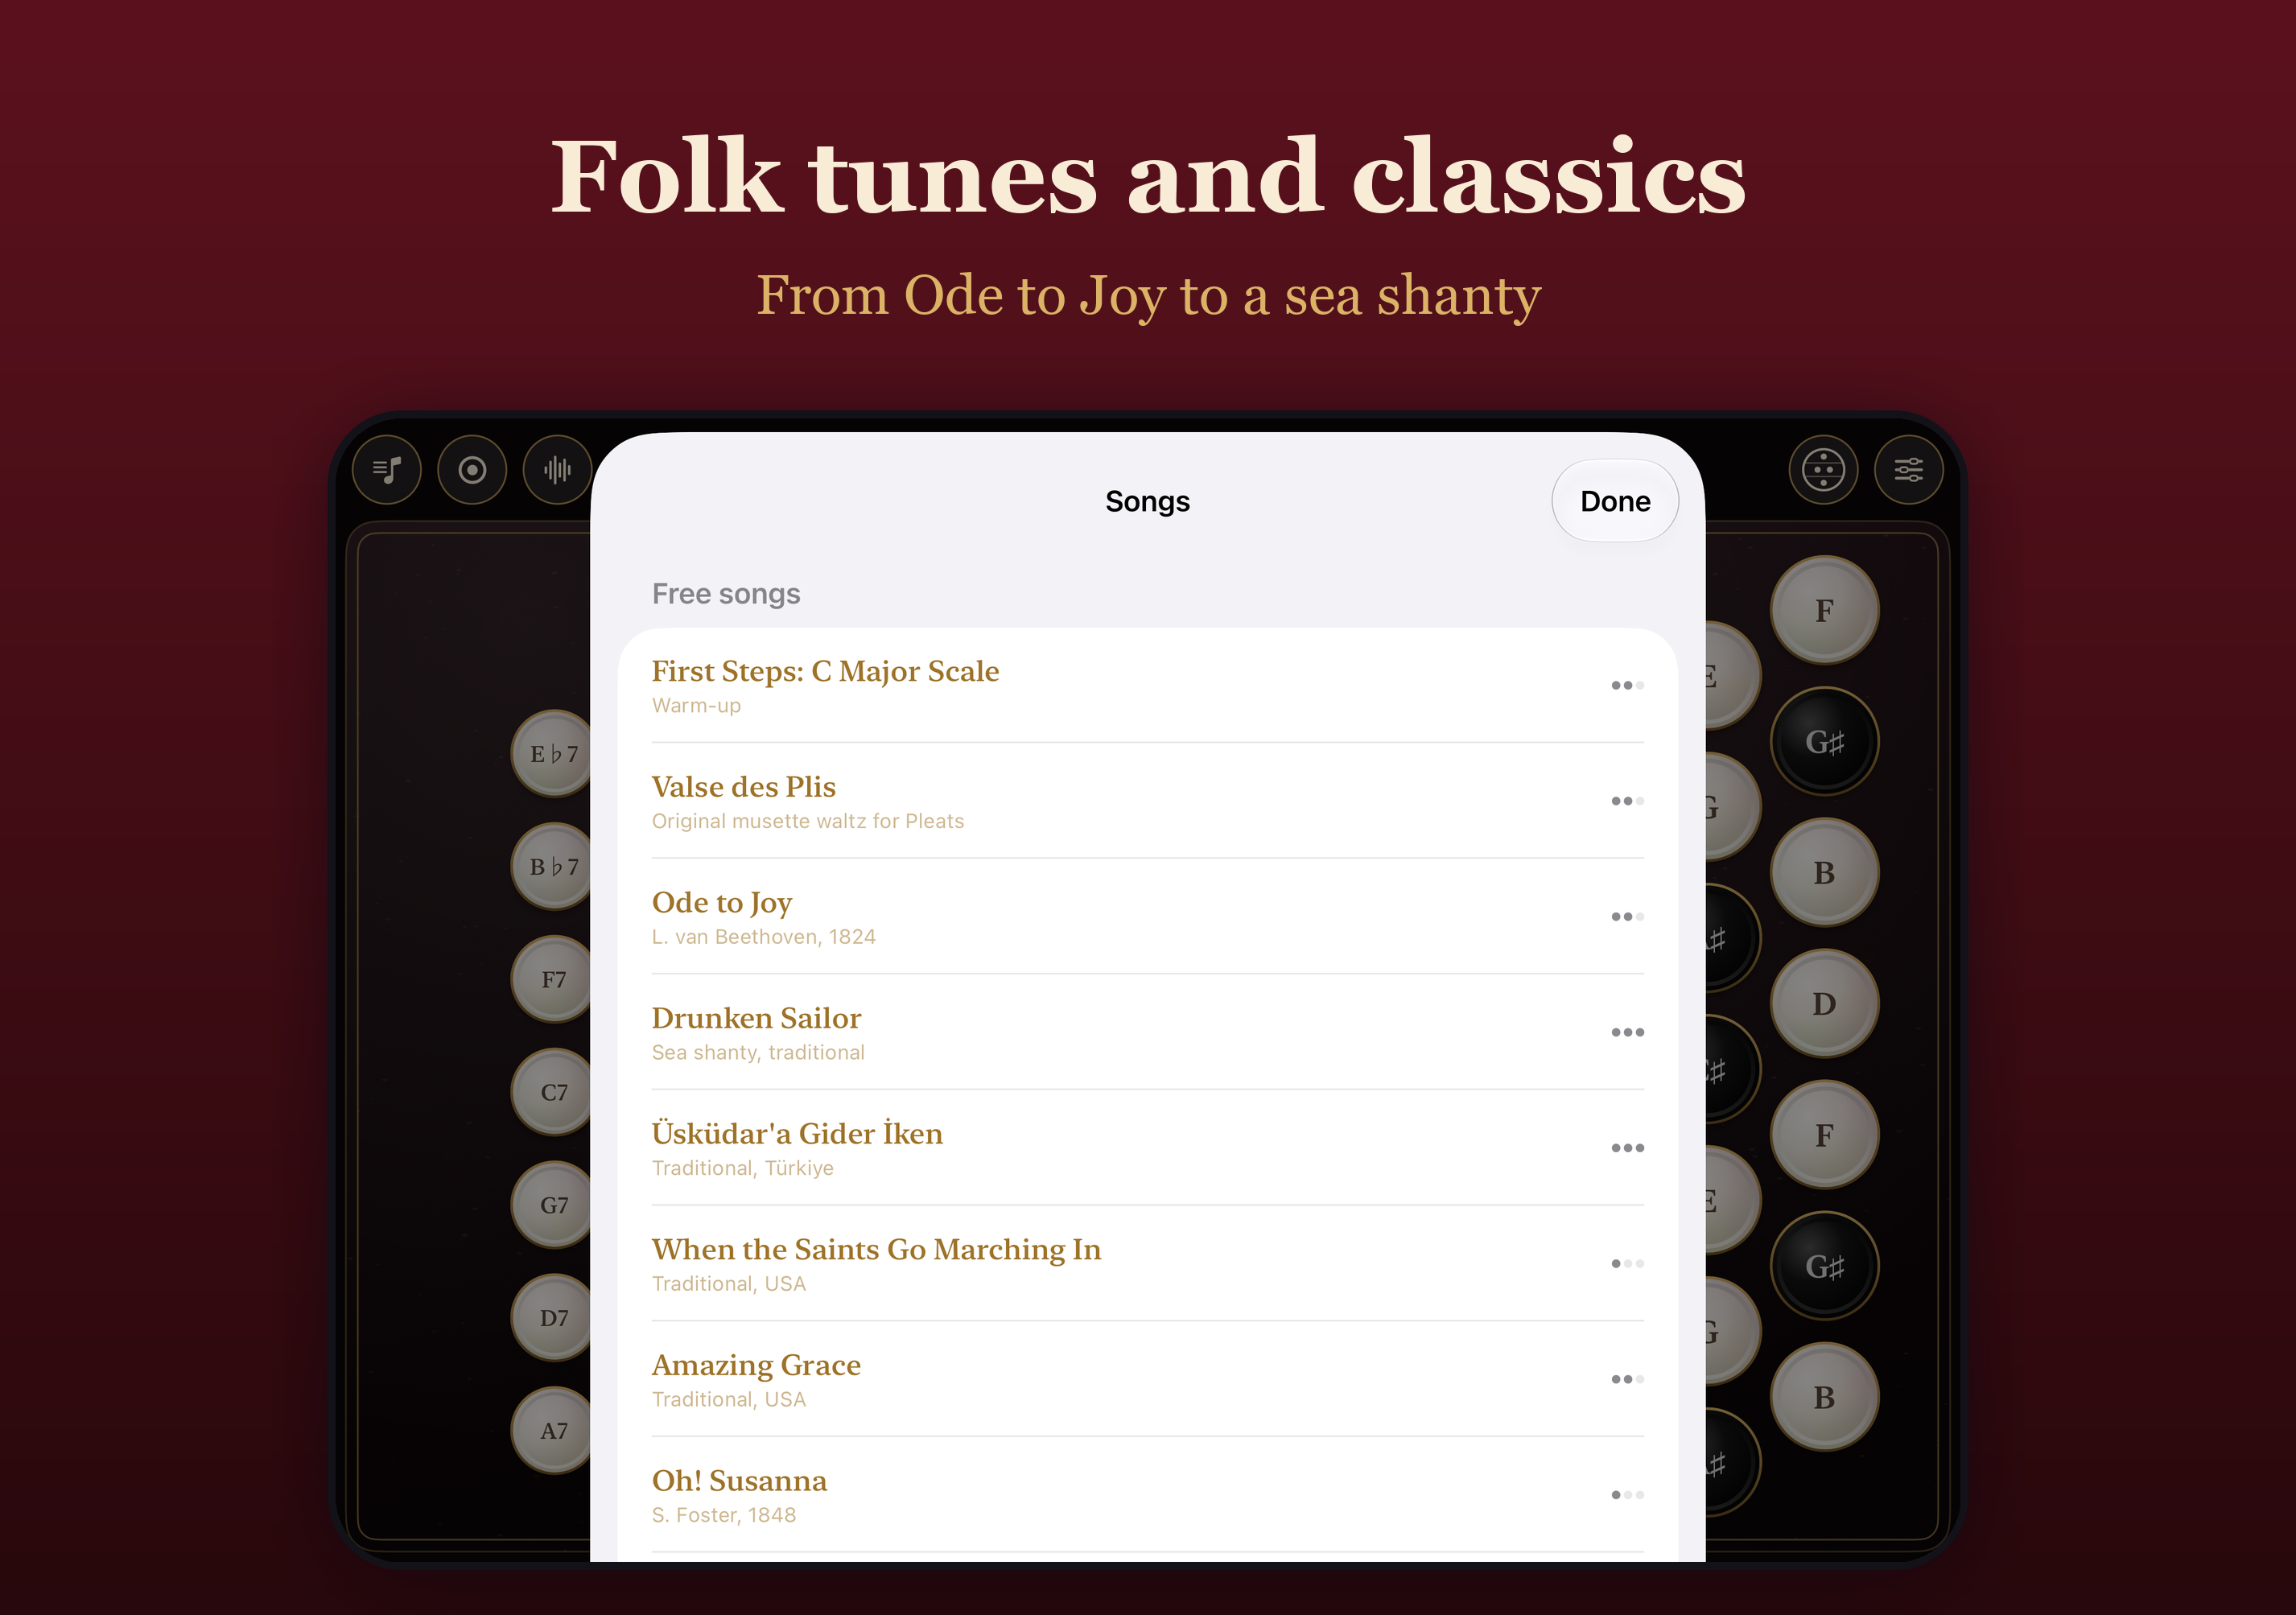 Folk tunes and classics
From Ode to Joy to a sea shanty
Songs
Done
Free songs
First Steps: C Major Scale
Warm-up
Valse des Plis
Original musette waltz for Pleats
Ode to Joy
L. van Beethoven, 1824
Drunken Sailor
Sea shanty, traditional
Üsküdar'a Gider İken
Traditional, Türkiye
When the Saints Go Marching In
Traditional, USA
Amazing Grace
Traditional, USA
Oh! Susanna
S. Foster, 1848
E♭7
B♭7
F7
C7
G7
D7
A7
F
G♯
B
D
F
G♯
B